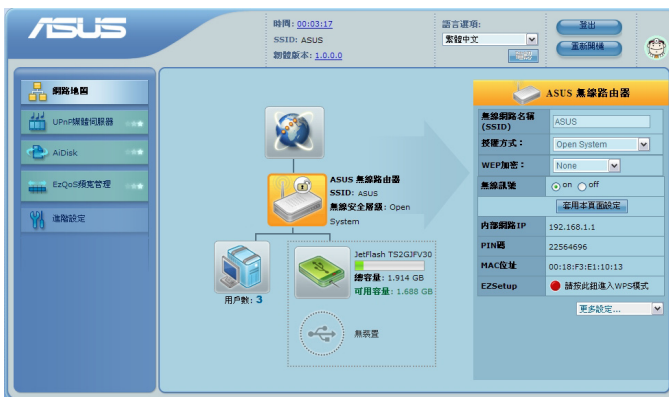 ASUS
時間: 00:03:17
SSID: ASUS
韌體版本: 1.0.0.0
語言選項:
繁體中文
登出
重新開機
網路地圖
UPnP媒體伺服器
AiDisk
EzQoS頻寬管理
進階設定
ASUS 無線路由器
SSID: ASUS
無線安全層級: Open
System
用戶數: 3
JetFlash TS2GJFV30
總容量: 1.914 GB
可用容量: 1.688 GB
無裝置
ASUS 無線路由器
無線網路名稱
(SSID)
ASUS
授權方式:
Open System
WEP加密:
None
無線訊號
on off
套用本頁面設定
內部網路IP
192.168.1.1
PIN碼
22564696
MAC位址
00:18:F3:E1:10:13
EZSetup
請按此鈕進入WPS模式
更多設定...